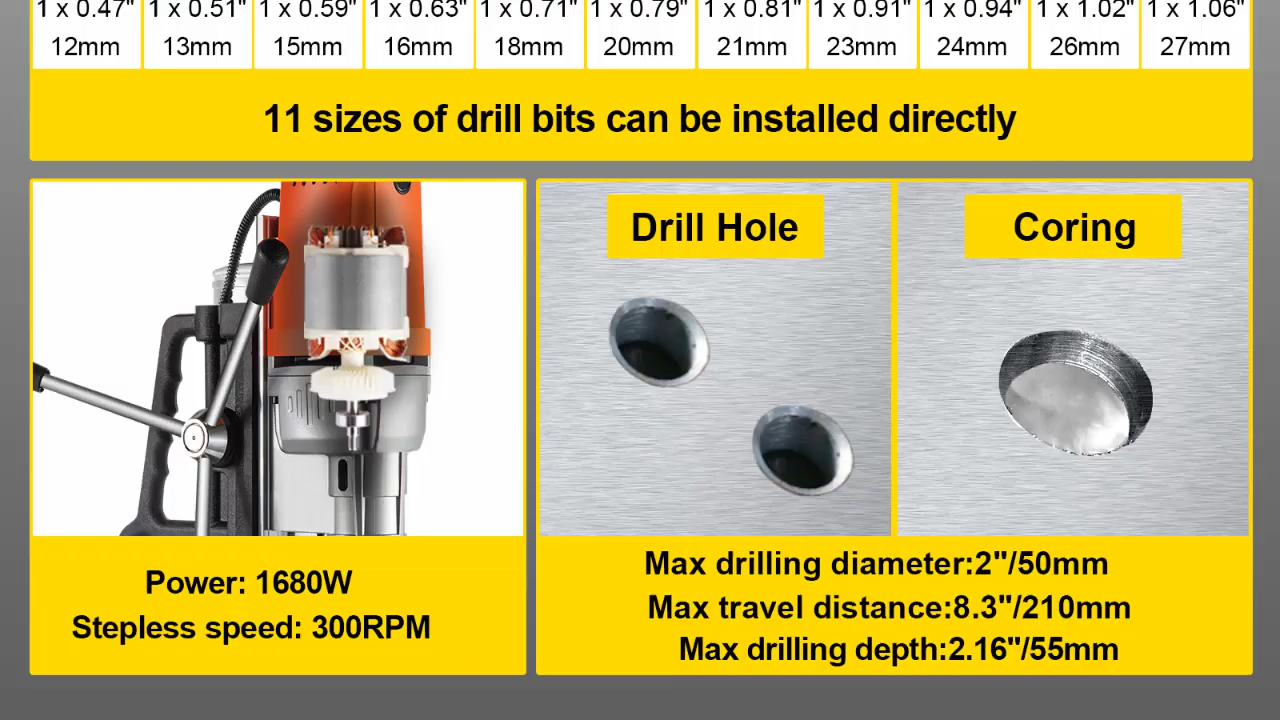 1 x 0.47" 1 x 0.51" 1 x 0.59" 1 x 0.63" 1 x 0.71" 1 x 0.79" 1 x 0.81" 1 x 0.91" 1 x 0.94" 1 x 1.02" 1 x 1.06"
12mm 13mm 15mm 16mm 18mm 20mm 21mm 23mm 24mm 26mm 27mm
11 sizes of drill bits can be installed directly
Drill Hole
Coring
Power: 1680W
Stepless speed: 300RPM
Max drilling diameter:2"/50mm
Max travel distance:8.3"/210mm
Max drilling depth:2.16"/55mm